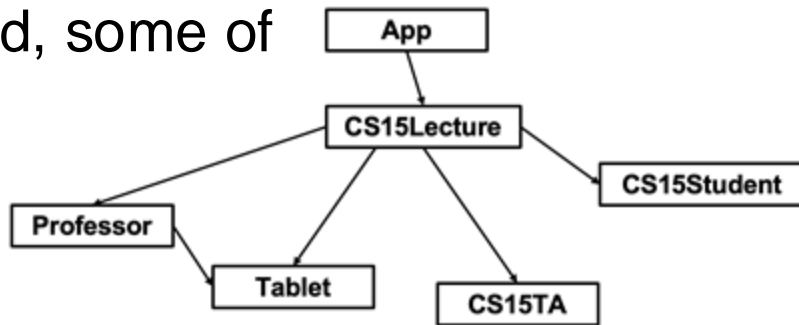 d, some of
App
CS15Lecture
CS15Student
Professor
Tablet
CS15TA